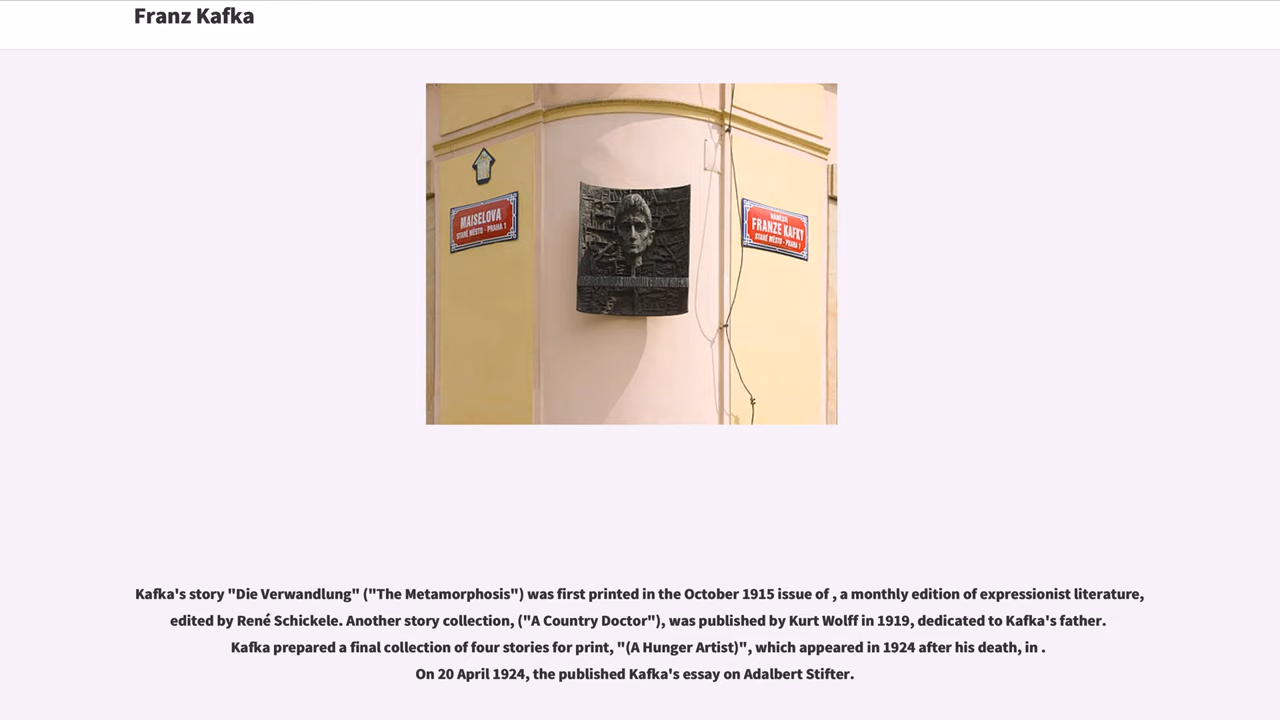 Franz Kafka
MAISELOVA
STARÉ MĚSTO - PRAHA 1
NÁMĚSTÍ
FRANZE KAFKY
STARÉ MĚSTO - PRAHA 1
Kafka's story "Die Verwandlung" ("The Metamorphosis") was first printed in the October 1915 issue of , a monthly edition of expressionist literature,
edited by René Schickele. Another story collection, ("A Country Doctor"), was published by Kurt Wolff in 1919, dedicated to Kafka's father.
Kafka prepared a final collection of four stories for print, "(A Hunger Artist)", which appeared in 1924 after his death, in .
On 20 April 1924, the published Kafka's essay on Adalbert Stifter.